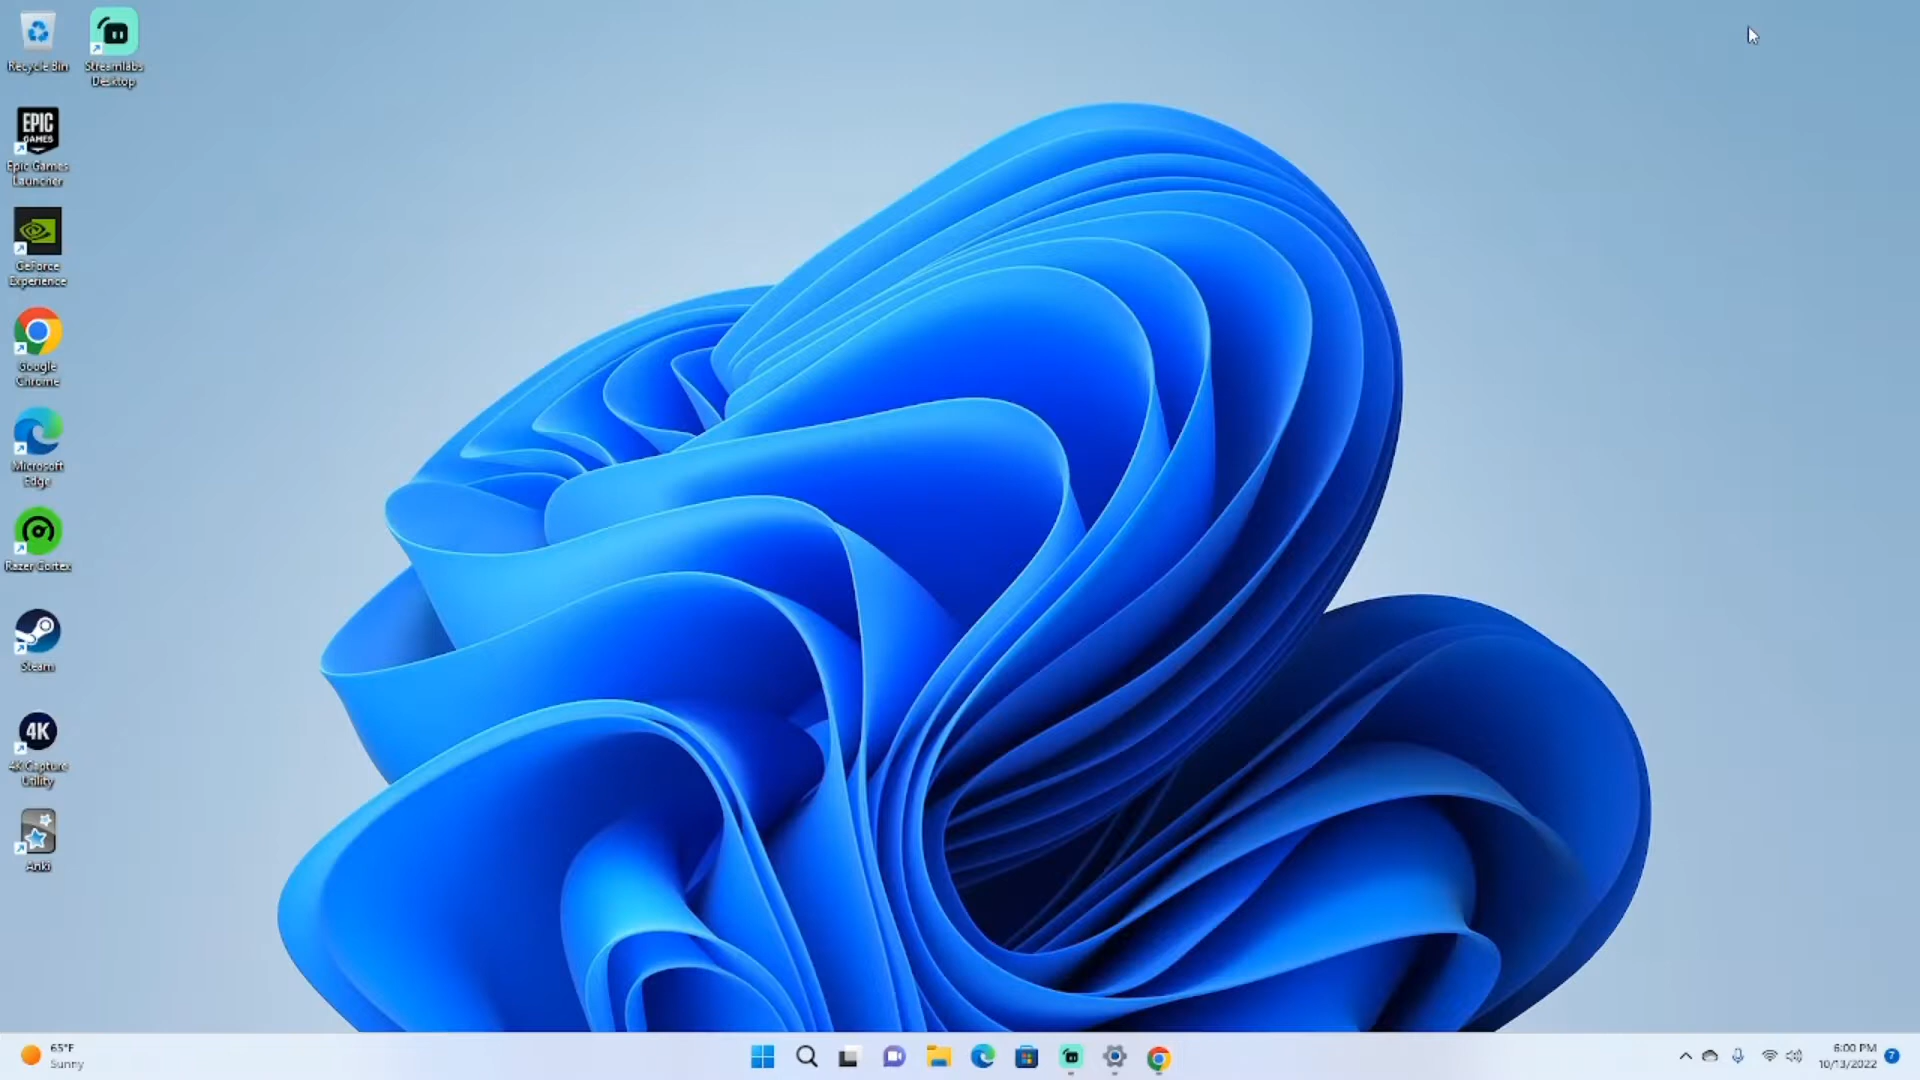 Recycle Bin
Streamlabs
Desktop
EPIC
GAMES
Epic Games
Launcher
GeForce
Experience
Google
Chrome
Microsoft
Edge
Razer Cortex
Steam
4K
4K Capture
Utility
Anki
65°F
Sunny
6:00 PM
10/13/2022
7